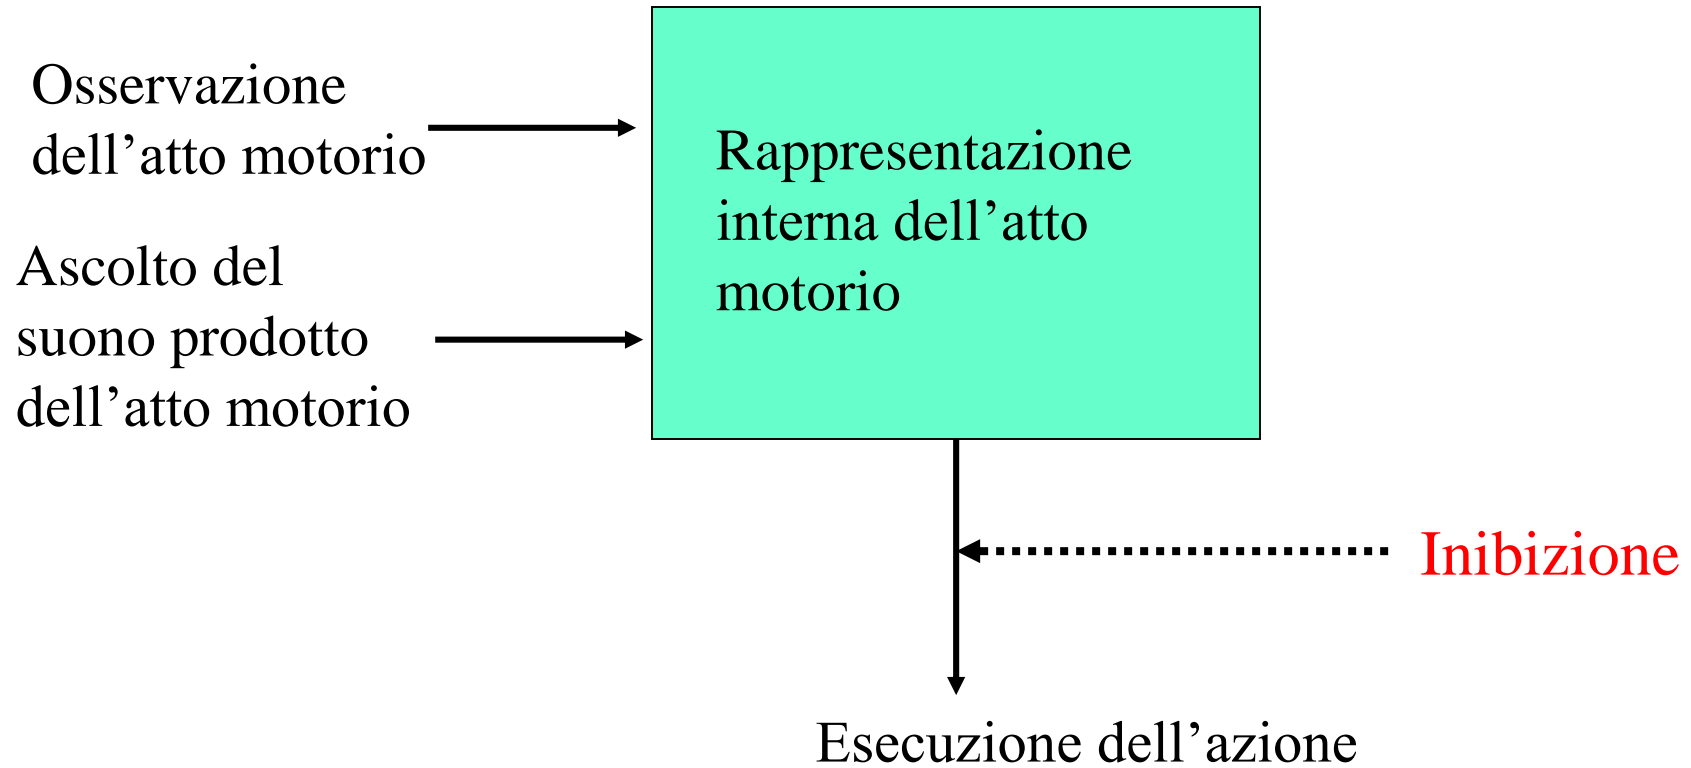 Osservazione
dell’atto motorio
Ascolto del
suono prodotto
dell’atto motorio
Rappresentazione
interna dell’atto
motorio
Inibizione
Esecuzione dell’azione